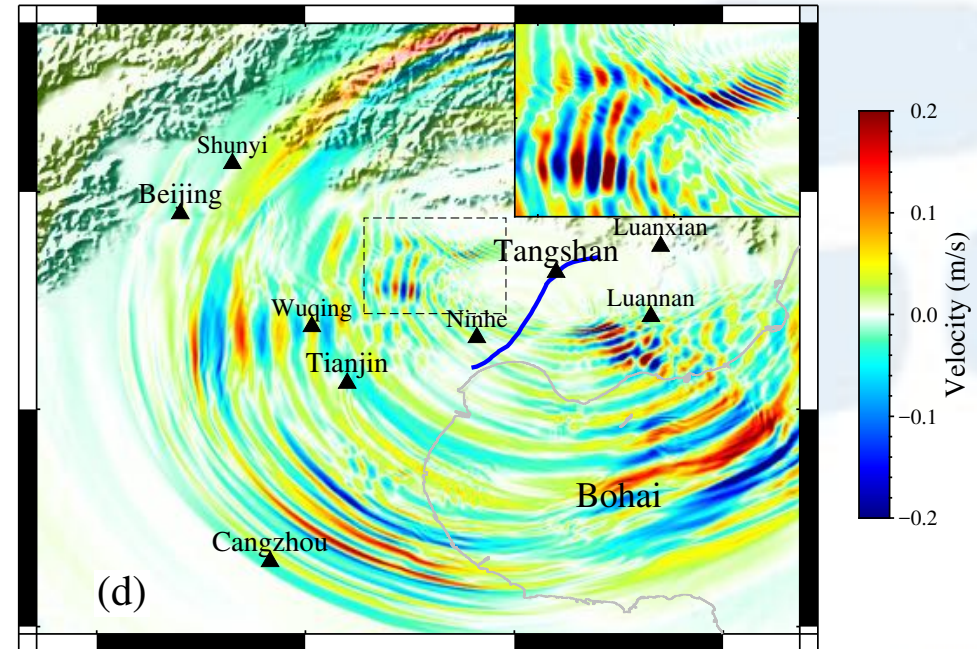 Shunyi
Beijing
Luanxian
Tangshan
Wuqing
Luannan
Ninhe
Tianjin
Bohai
Cangzhou
(d)
0.2
0.1
0.0
−0.1
−0.2
Velocity (m/s)